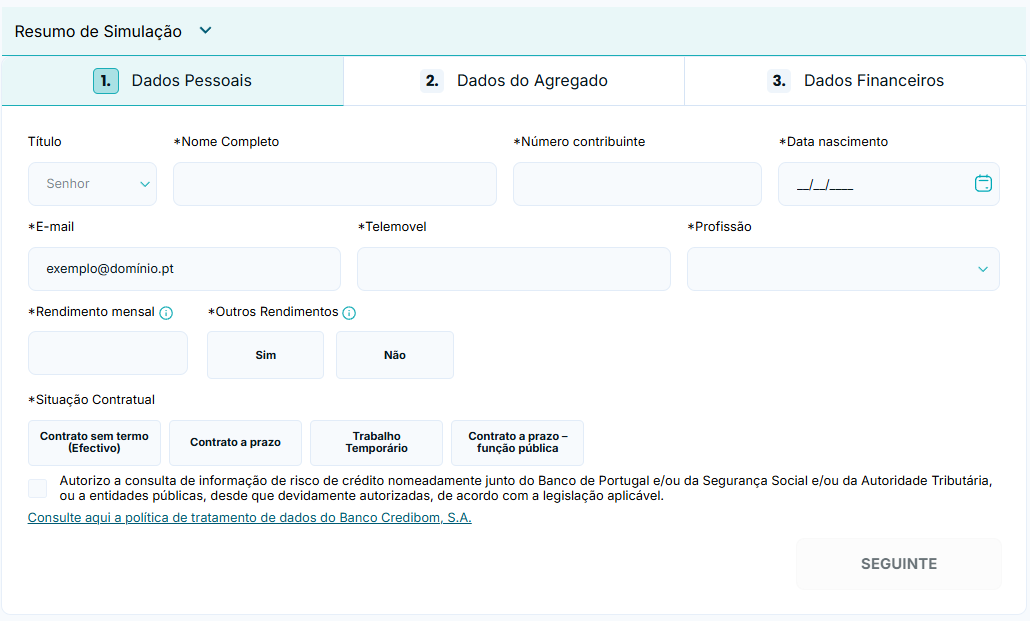 Resumo de Simulação
1. Dados Pessoais
2. Dados do Agregado
3. Dados Financeiros
Título
*Nome Completo
*Número contribuinte
*Data nascimento
Senhor
__/__/____
*E-mail
*Telemovel
*Profissão
exemplo@domínio.pt
*Rendimento mensal
*Outros Rendimentos
Sim
Não
*Situação Contratual
Contrato sem termo
(Efectivo)
Contrato a prazo
Trabalho
Temporário
Contrato a prazo –
função pública
Autorizo a consulta de informação de risco de crédito nomeadamente junto do Banco de Portugal e/ou da Segurança Social e/ou da Autoridade Tributária,
ou a entidades públicas, desde que devidamente autorizadas, de acordo com a legislação aplicável.
Consulte aqui a política de tratamento de dados do Banco Credibom, S.A.
SEGUINTE